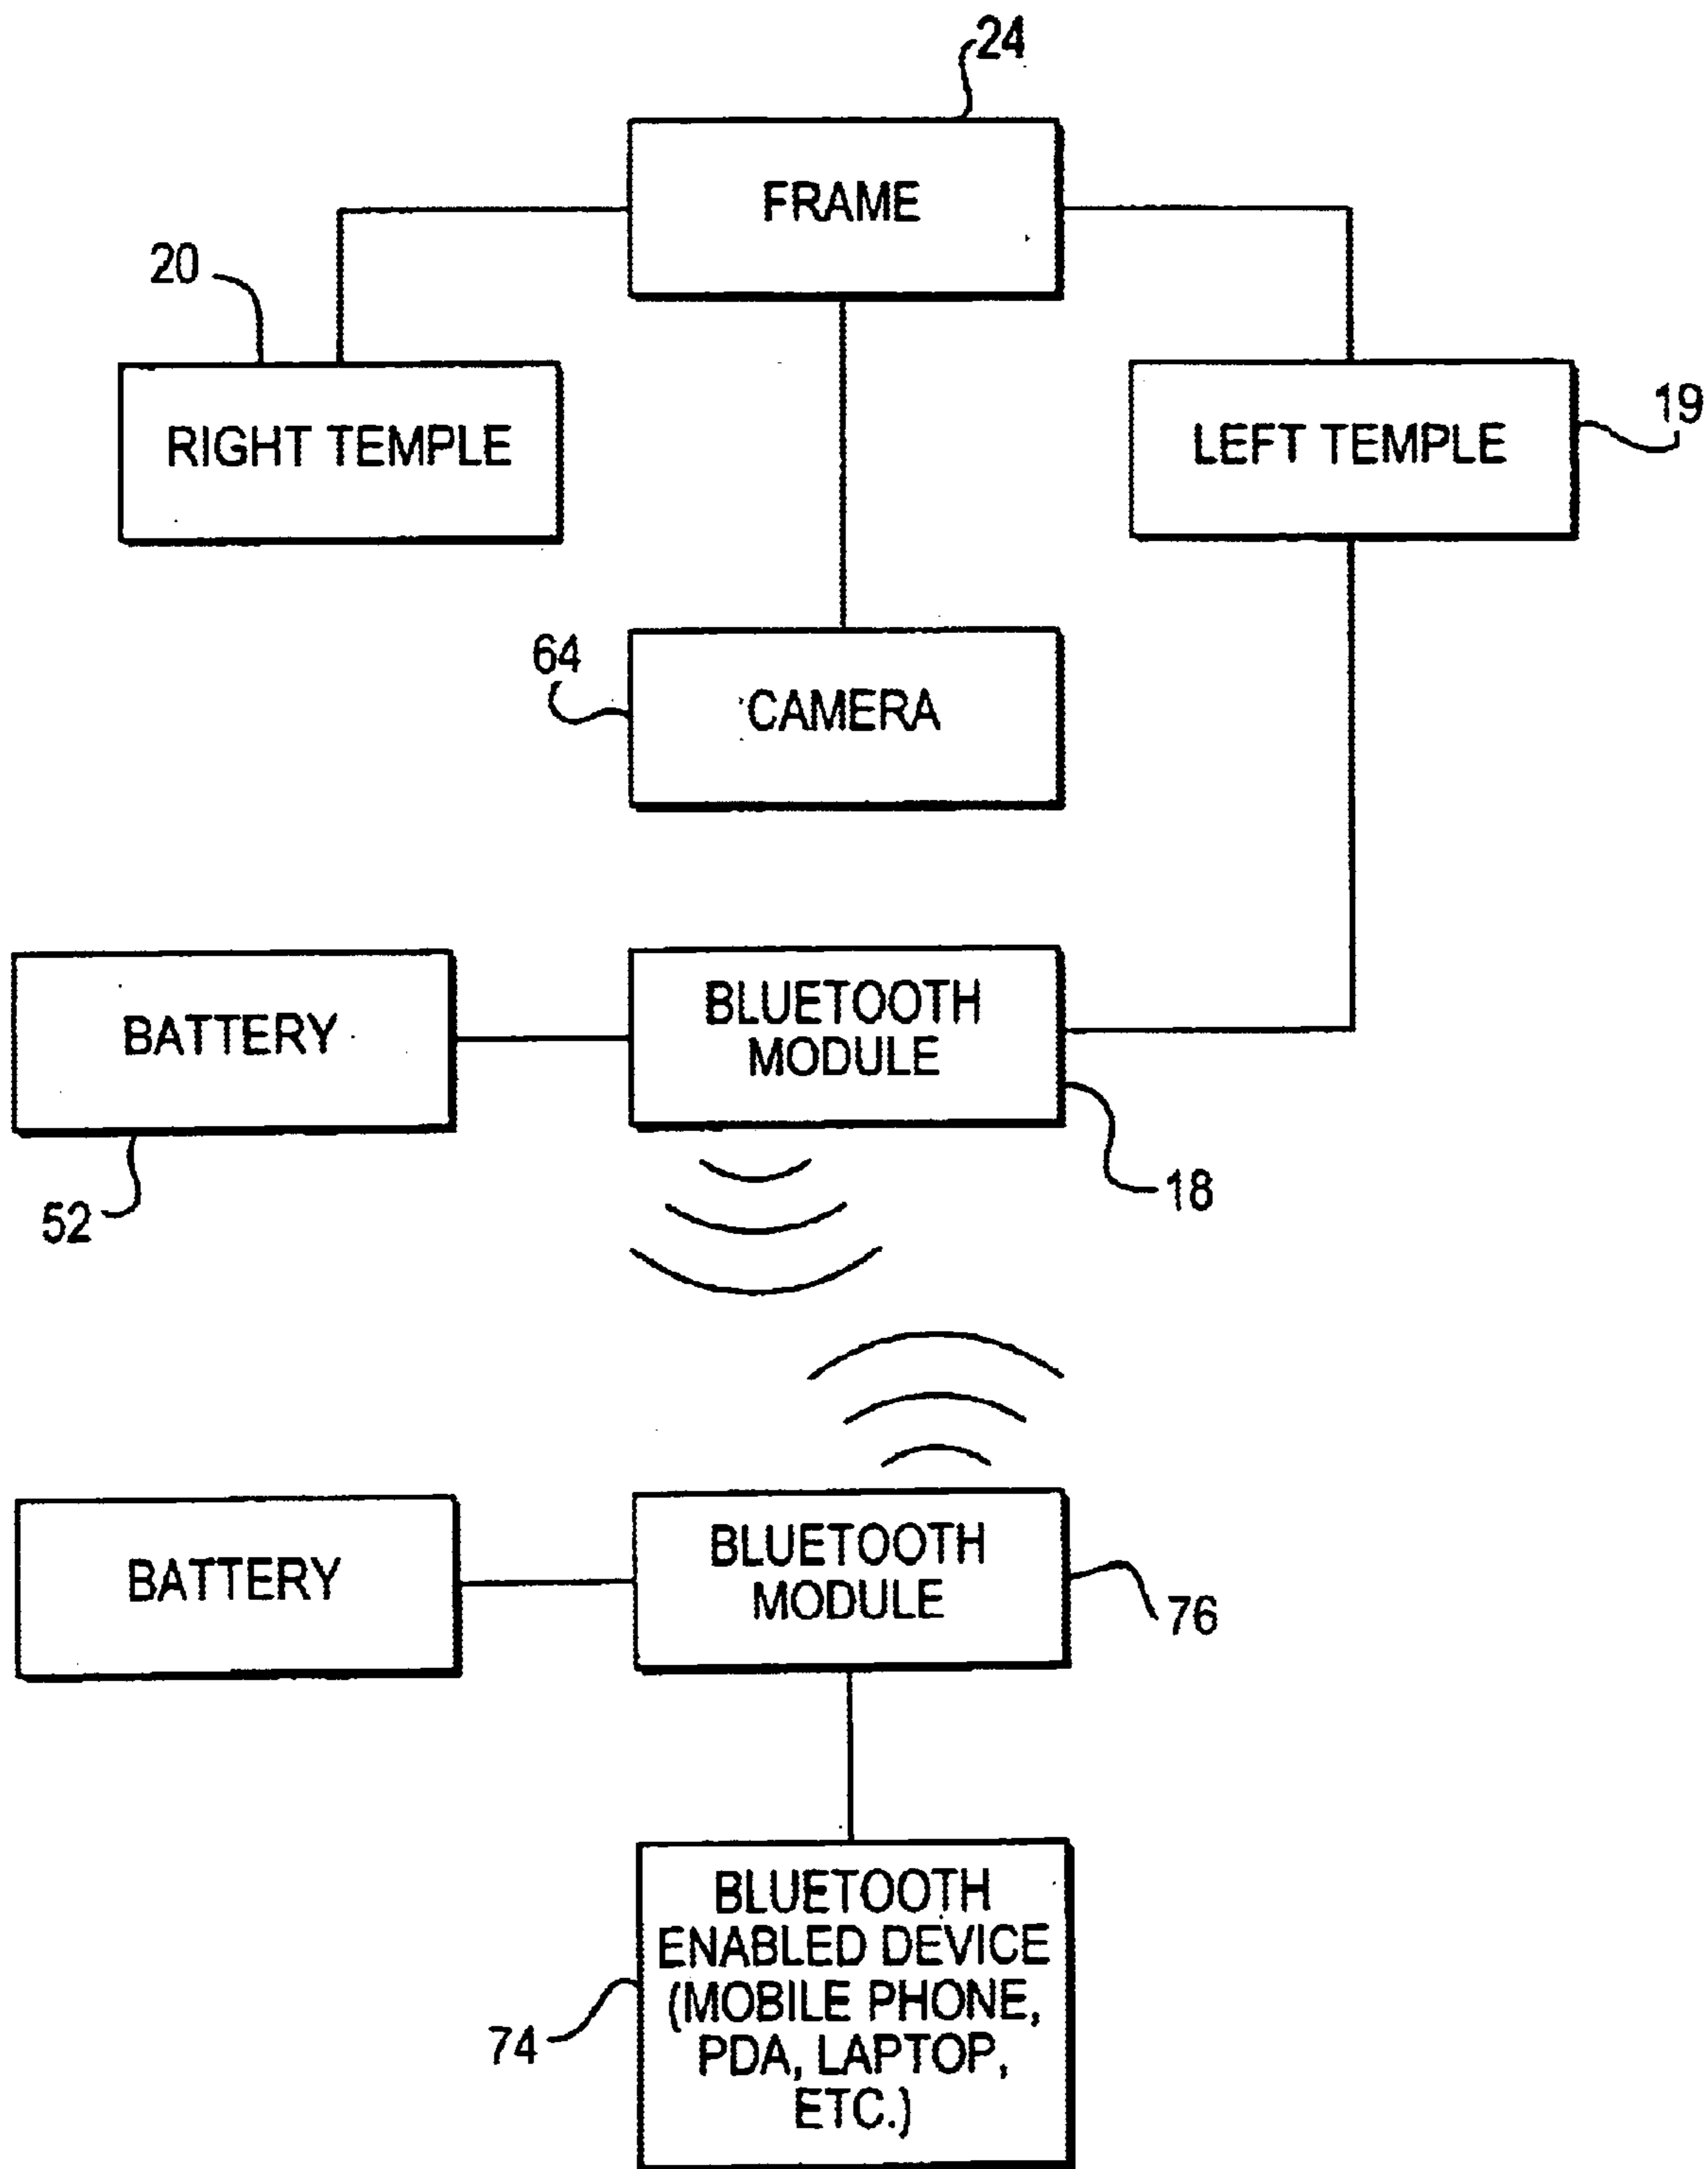 24
FRAME
20
RIGHT TEMPLE
LEFT TEMPLE
19
64
CAMERA
BATTERY
BLUETOOTH
MODULE
52
18
BATTERY
BLUETOOTH
MODULE
76
BLUETOOTH
ENABLED DEVICE
(MOBILE PHONE,
PDA, LAPTOP,
ETC.)
74